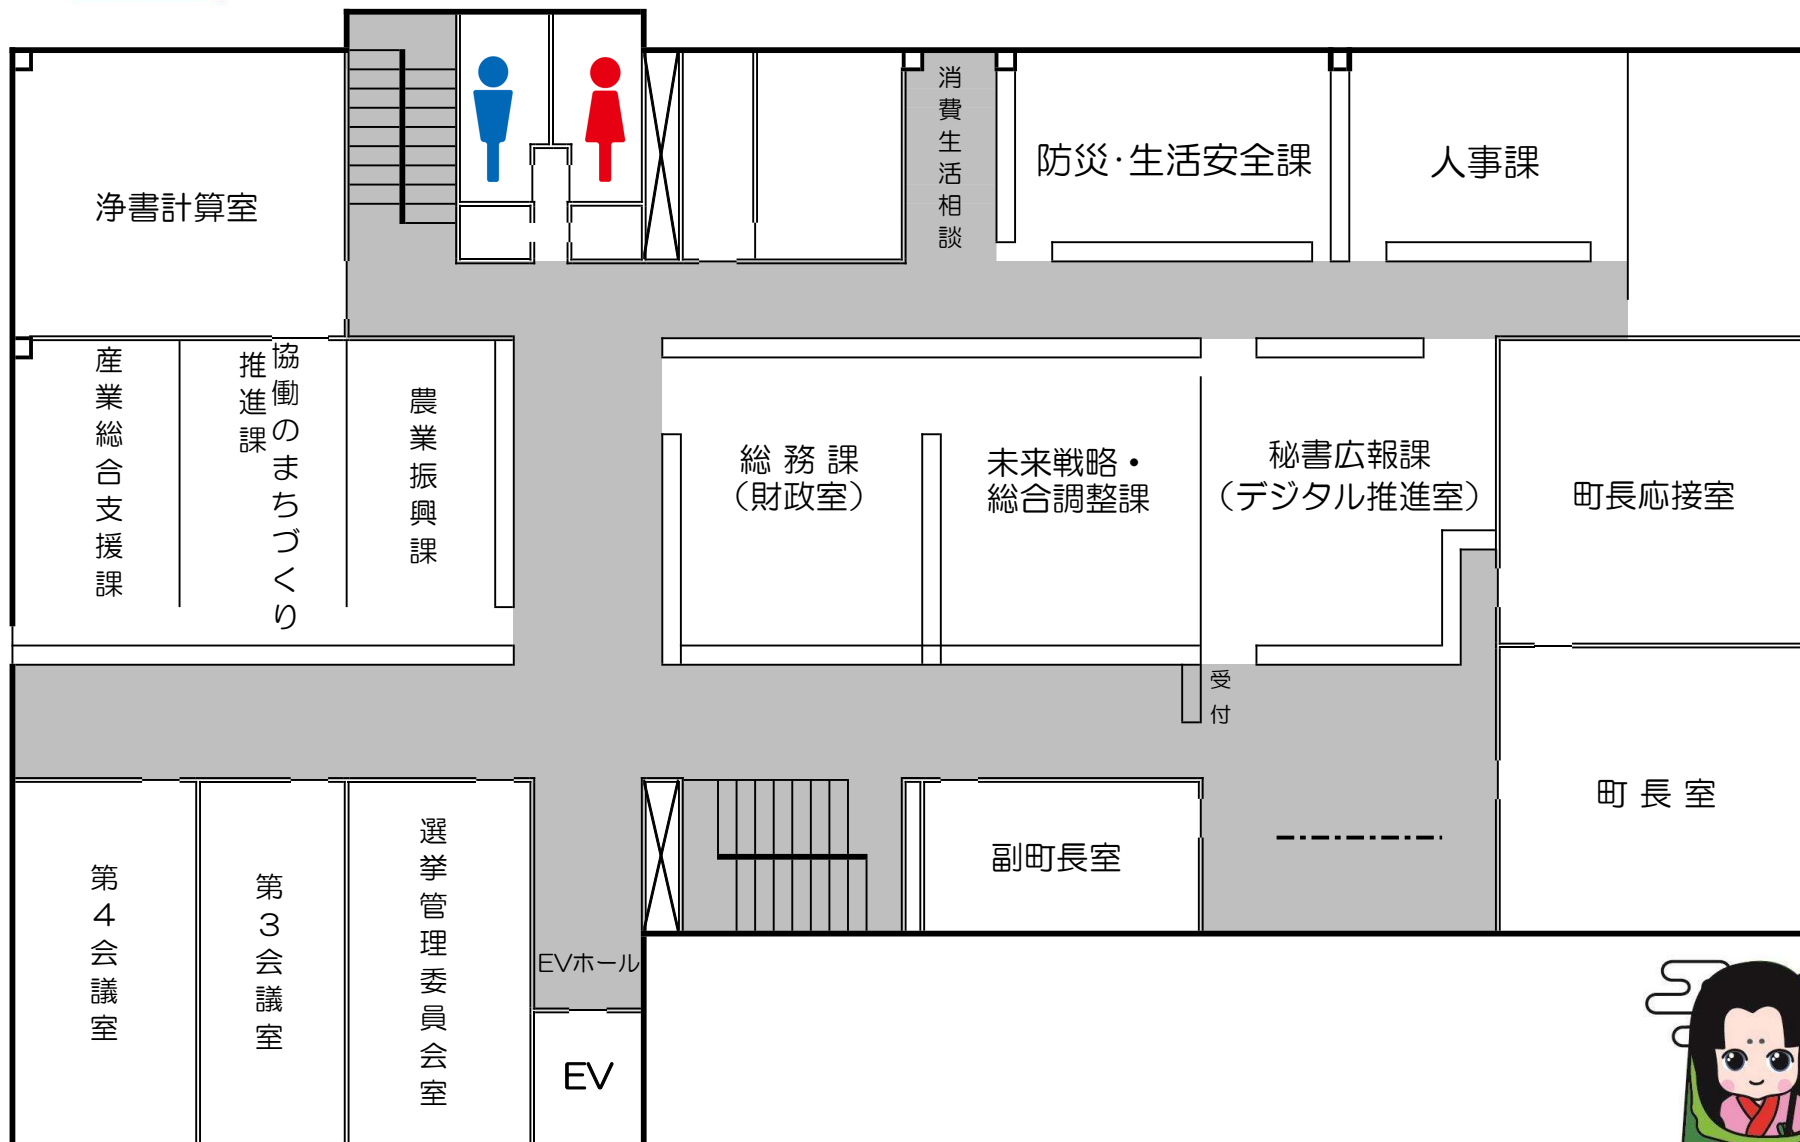 消費生活相談
防災・生活安全課
人事課
浄書計算室
産業総合支援課
協働のまちづくり
推進課
農業振興課
総務課
（財政室）
未来戦略・
総合調整課
秘書広報課
（デジタル推進室）
町長応接室
受付
町長室
副町長室
第４会議室
第３会議室
選挙管理委員会室
EVホール
EV